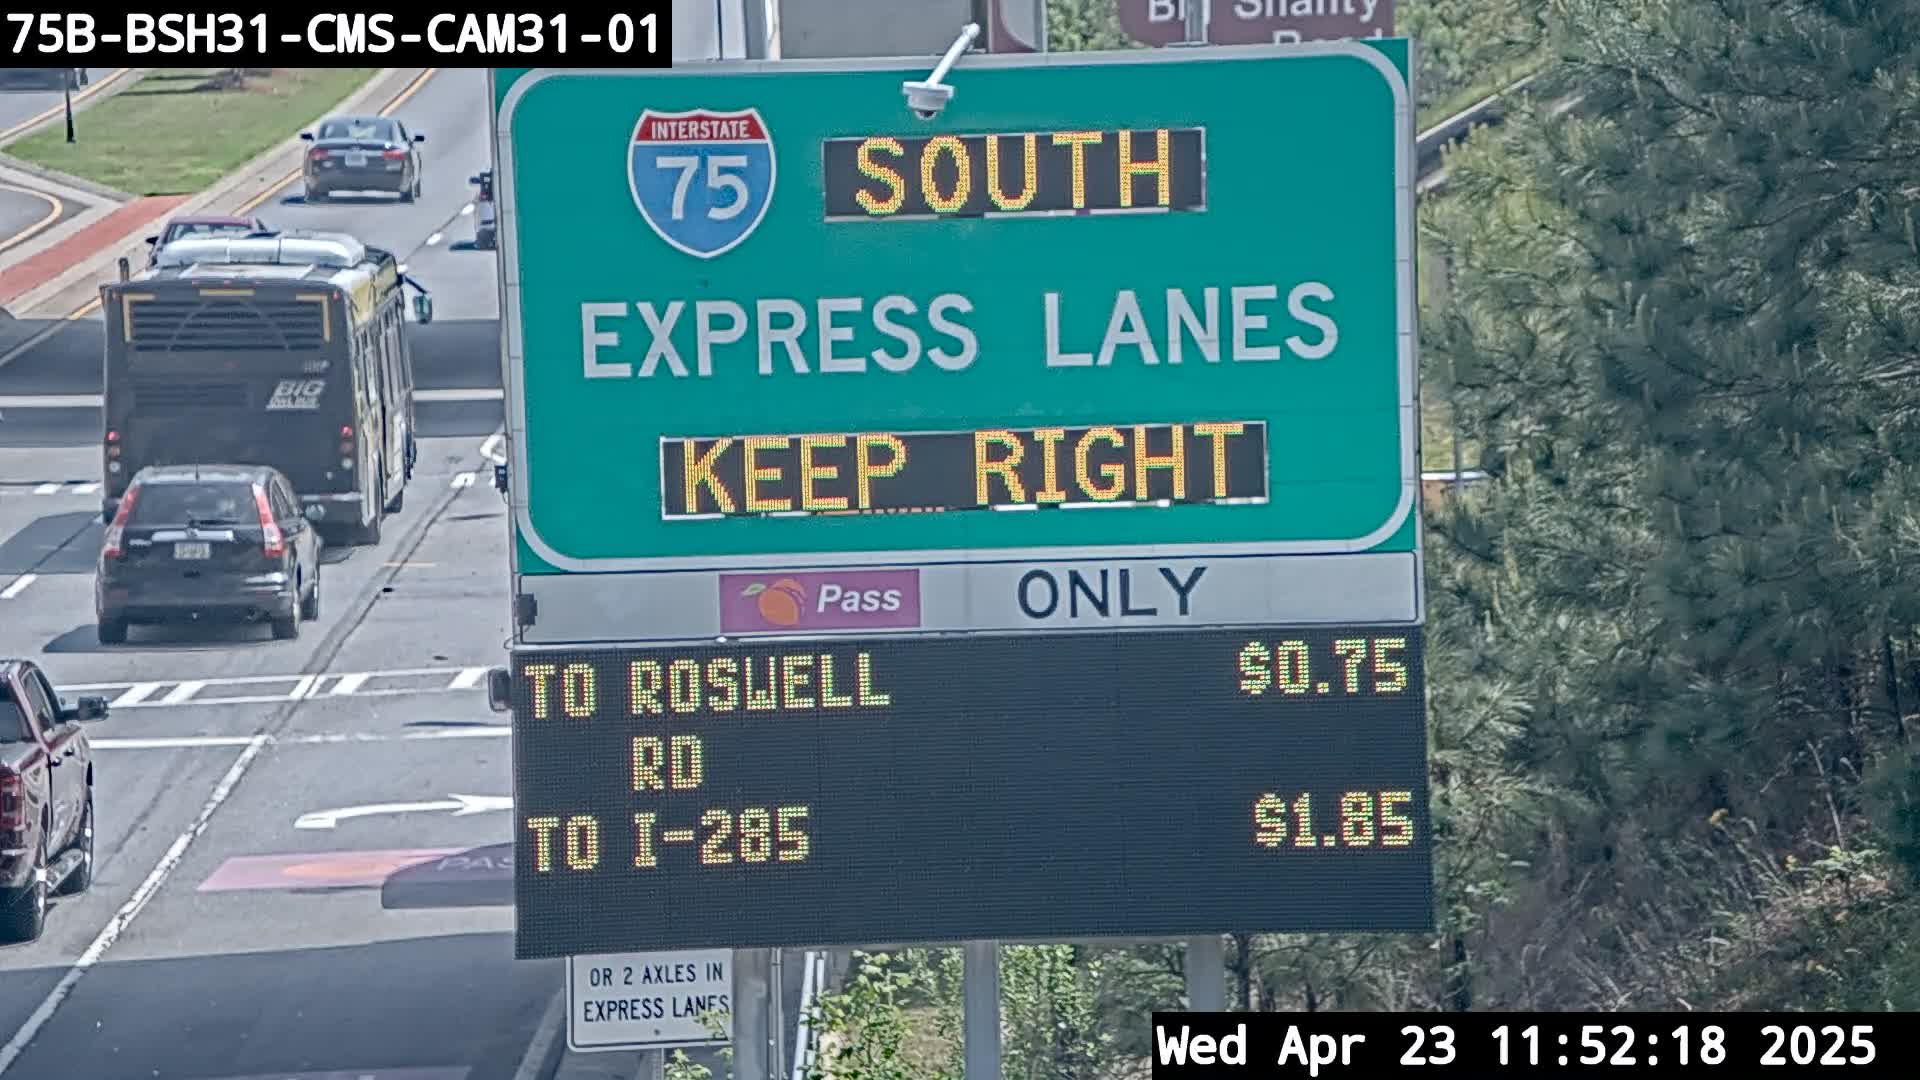 75B-BSH31-CMS-CAM31-01
Shanty
INTERSTATE
75
SOUTH
EXPRESS LANES
KEEP RIGHT
Pass ONLY
TO ROSWELL $0.75
RD
TO I-285 $1.85
BIG
OR 2 AXLES IN
EXPRESS LANES
Wed Apr 23 11:52:18 2025